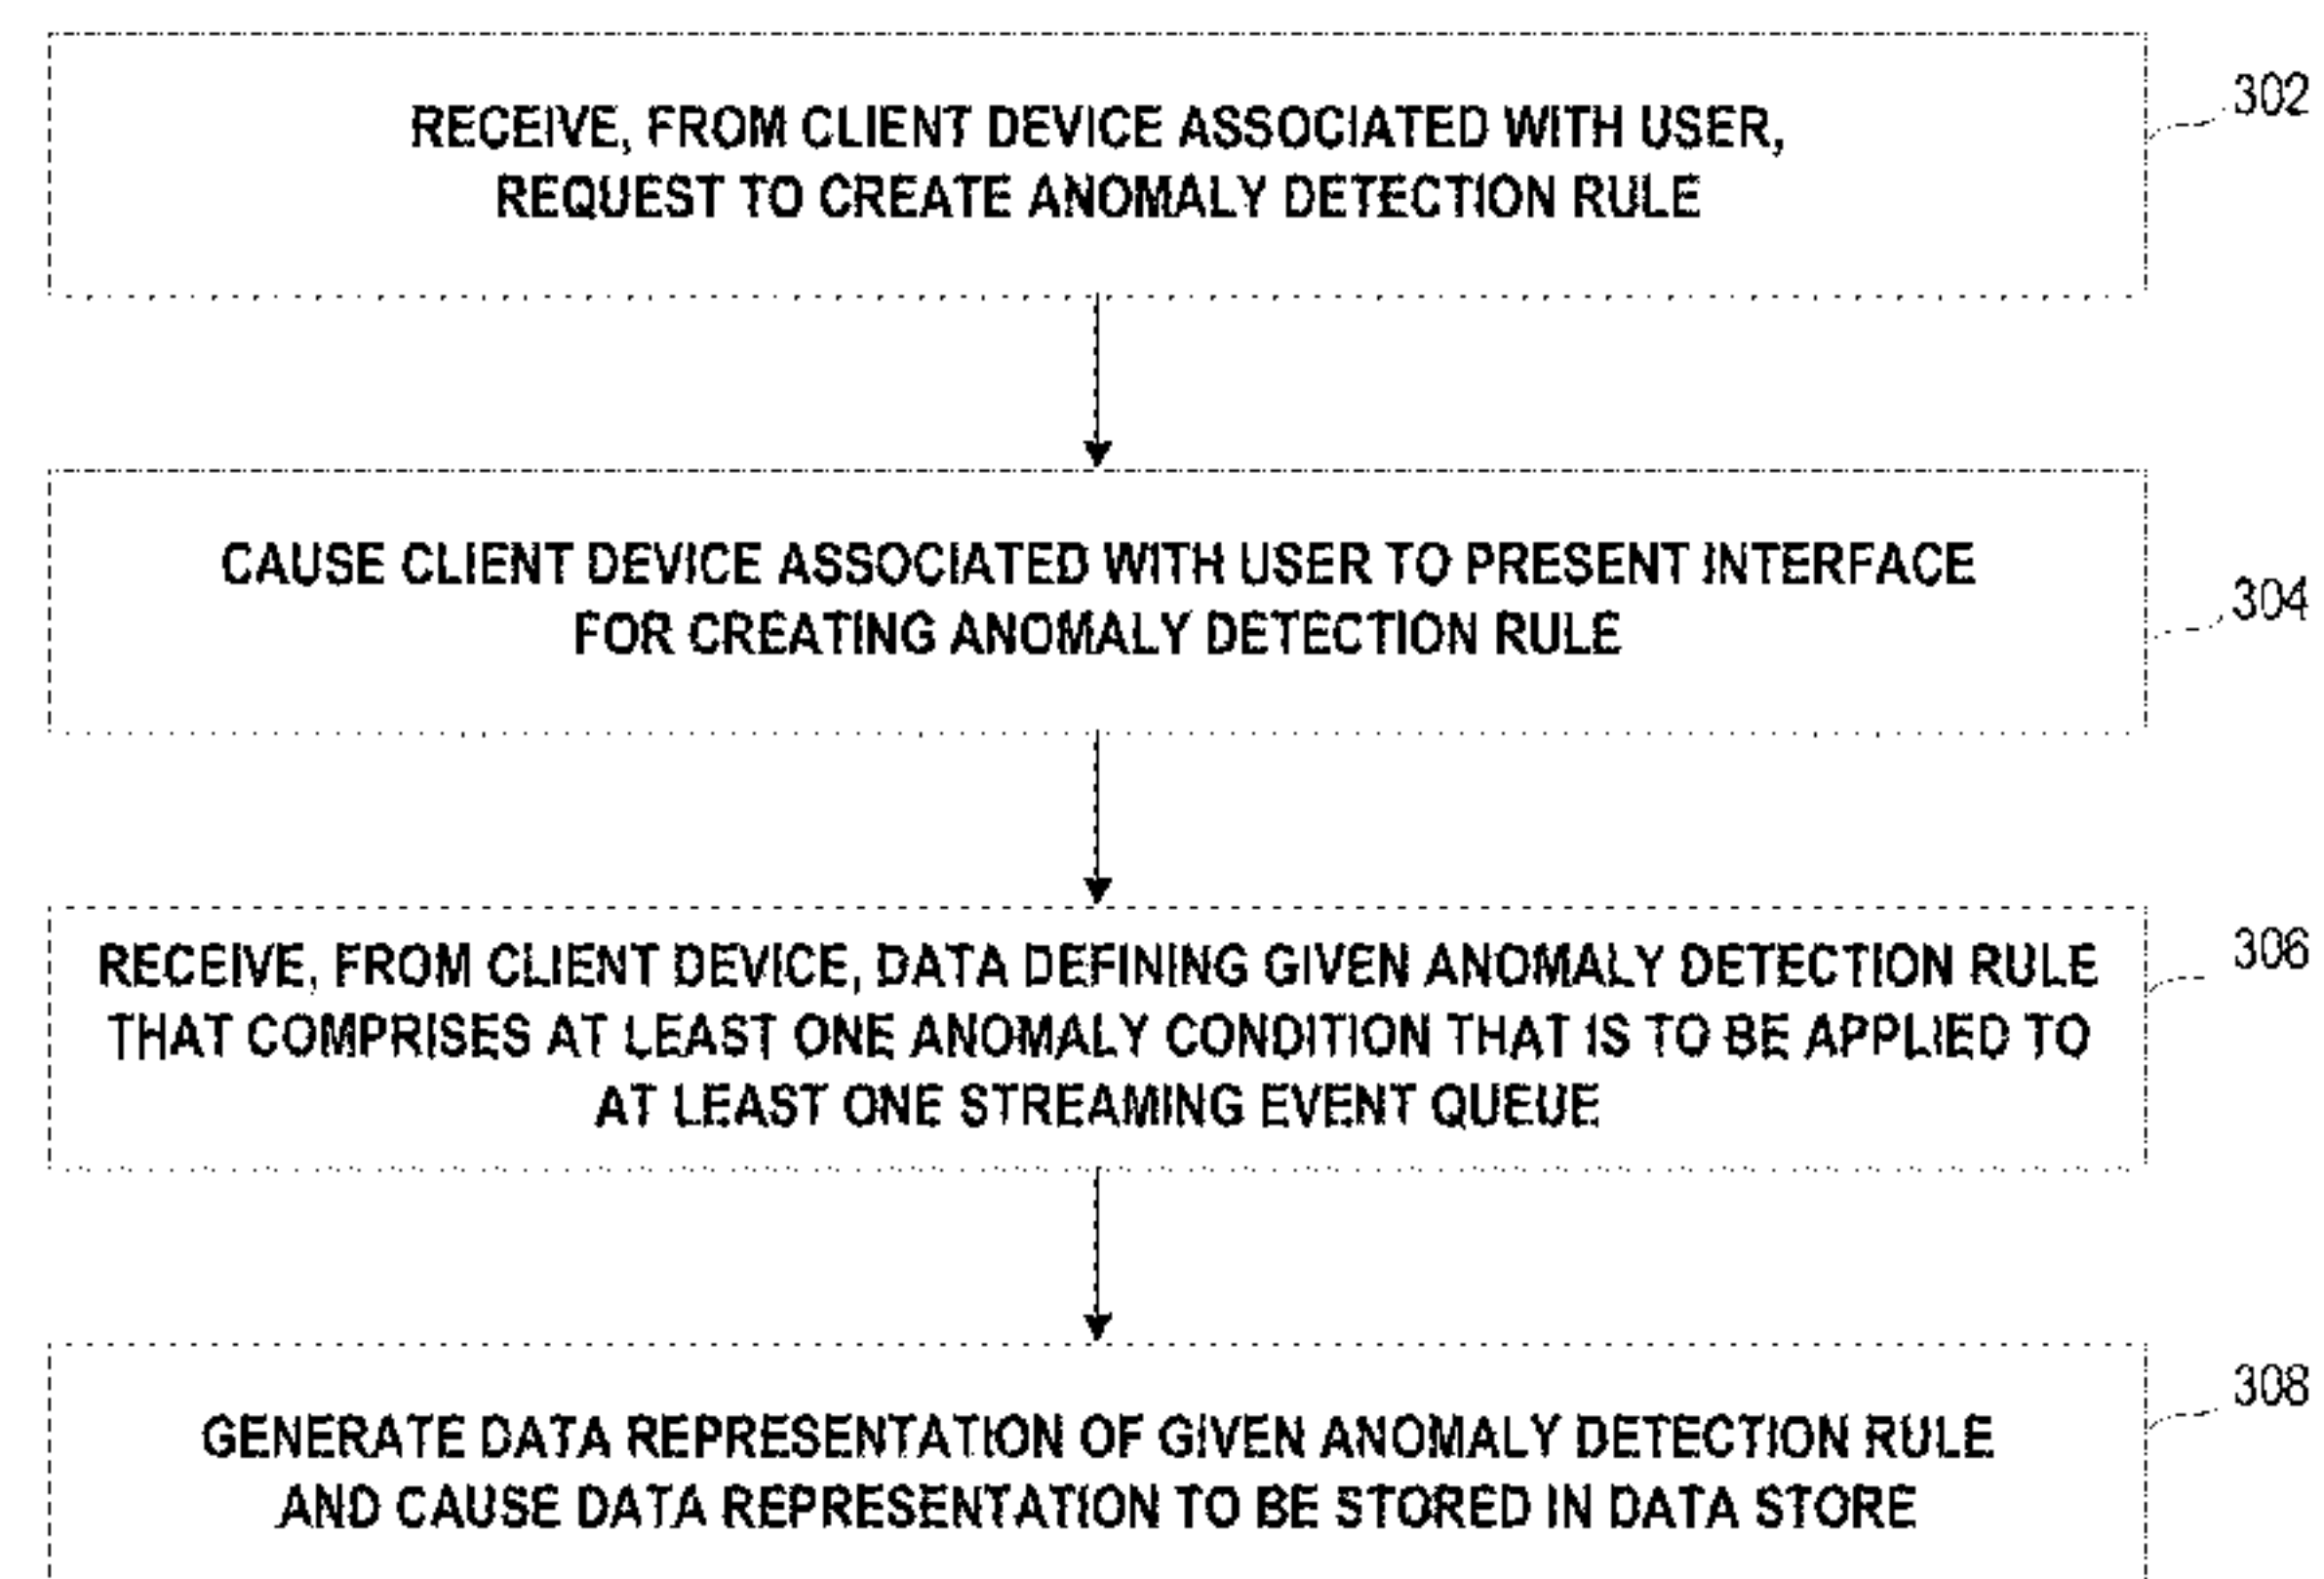 RECEIVE, FROM CLIENT DEVICE ASSOCIATED WITH USER,
REQUEST TO CREATE ANOMALY DETECTION RULE
302
CAUSE CLIENT DEVICE ASSOCIATED WITH USER TO PRESENT INTERFACE
FOR CREATING ANOMALY DETECTION RULE
304
RECEIVE, FROM CLIENT DEVICE, DATA DEFINING GIVEN ANOMALY DETECTION RULE
THAT COMPRISES AT LEAST ONE ANOMALY CONDITION THAT IS TO BE APPLIED TO
AT LEAST ONE STREAMING EVENT QUEUE
306
GENERATE DATA REPRESENTATION OF GIVEN ANOMALY DETECTION RULE
AND CAUSE DATA REPRESENTATION TO BE STORED IN DATA STORE
308